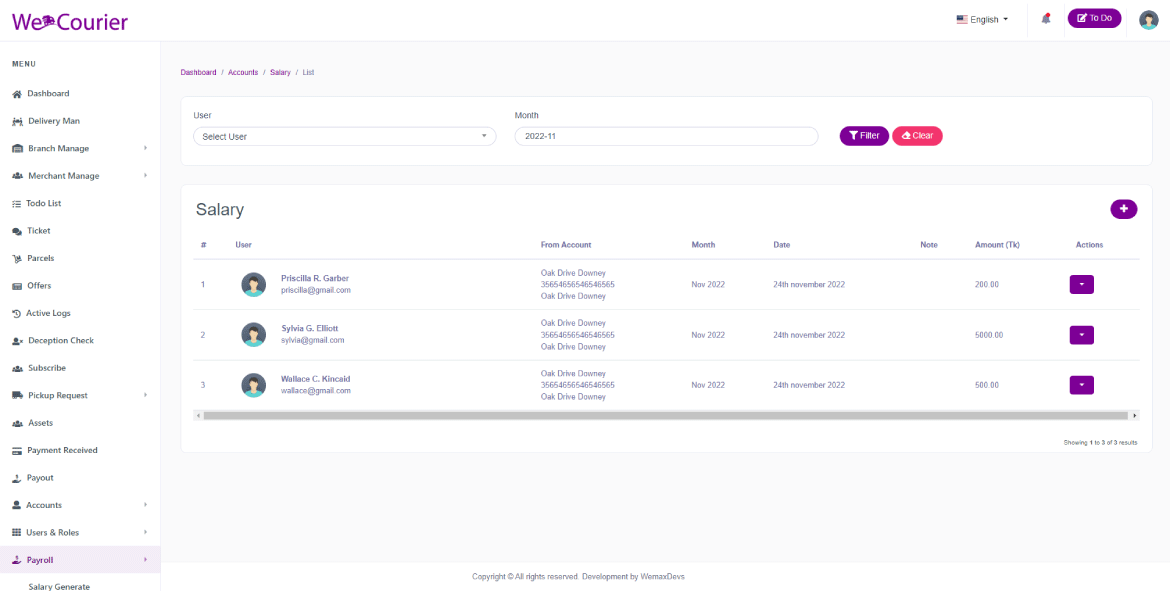 We Courier
English
To Do
MENU
Dashboard
Delivery Man
Branch Manage
Merchant Manage
Todo List
Ticket
Parcels
Offers
Active Logs
Deception Check
Subscribe
Pickup Request
Assets
Payment Received
Payout
Accounts
Users & Roles
Payroll
Salary Generate
Dashboard / Accounts / Salary / List
User
Month
Select User
2022-11
Filter
Clear
Salary
# User From Account Month Date Note Amount (Tk) Actions
1 Priscilla R. Garber
priscilla@gmail.com
Oak Drive Downey
35654656546546565
Oak Drive Downey
Nov 2022 24th november 2022 200.00
2 Sylvia G. Elliott
sylvia@gmail.com
Oak Drive Downey
35654656546546565
Oak Drive Downey
Nov 2022 24th november 2022 5000.00
3 Wallace C. Kincaid
wallace@gmail.com
Oak Drive Downey
35654656546546565
Oak Drive Downey
Nov 2022 24th november 2022 500.00
Showing 1 to 3 of 3 results
Copyright © All rights reserved. Development by WemaxDevs